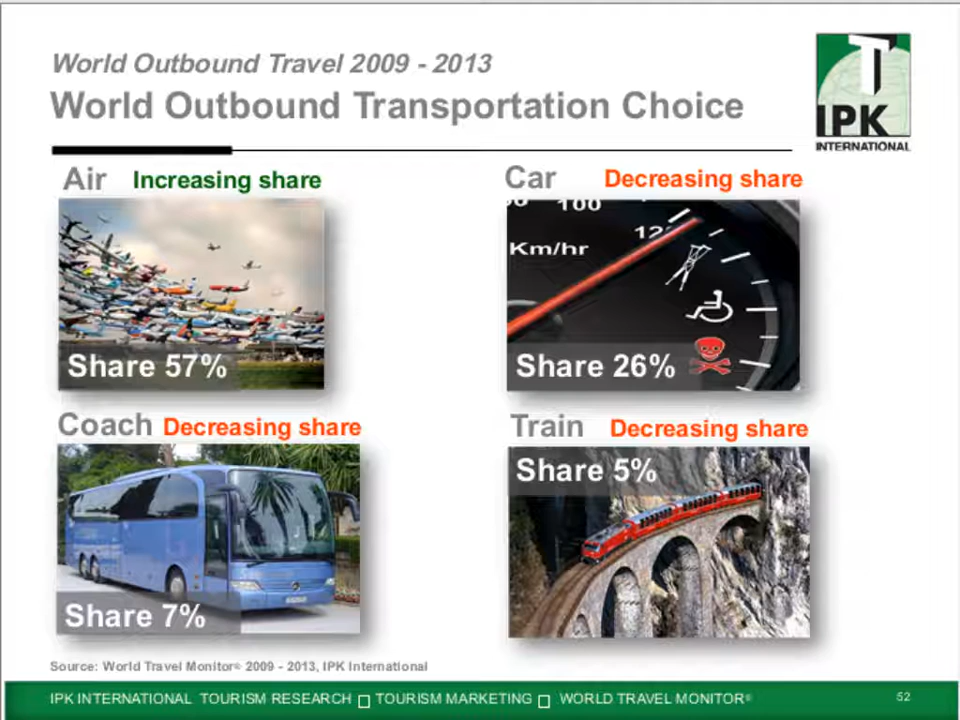 World Outbound Travel 2009 - 2013
World Outbound Transportation Choice
T
IPK
INTERNATIONAL
Air Increasing share
Share 57%
Car Decreasing share
100
Km/hr
Share 26%
Coach Decreasing share
Share 7%
Train Decreasing share
Share 5%
Source: World Travel Monitor® 2009 - 2013, IPK International
IPK INTERNATIONAL TOURISM RESEARCH □ TOURISM MARKETING □ WORLD TRAVEL MONITOR®
52